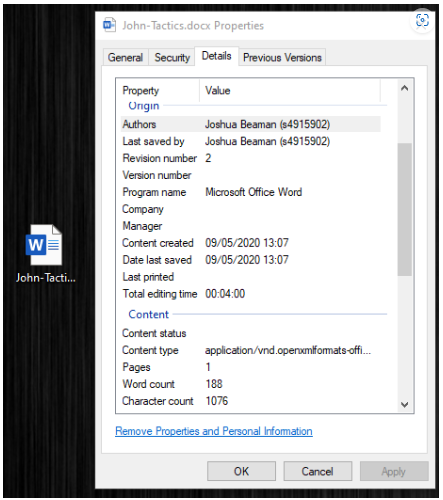 John-Tactics.docx Properties
General Security Details Previous Versions
Property Value
Origin
Authors Joshua Beaman (s4915902)
Last saved by Joshua Beaman (s4915902)
Revision number 2
Version number
Program name Microsoft Office Word
Company
Manager
Content created 09/05/2020 13:07
Date last saved 09/05/2020 13:07
Last printed
Total editing time 00:04:00
Content
Content status
Content type application/vnd.openxmlformats-offi...
Pages 1
Word count 188
Character count 1076
Remove Properties and Personal Information
OK Cancel Apply
W
John-Tacti...